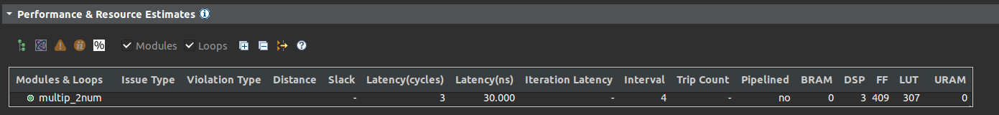 Performance & Resource Estimates
% Modules Loops
Modules & Loops Issue Type Violation Type Distance Slack Latency(cycles) Latency(ns) Iteration Latency Interval Trip Count Pipelined BRAM DSP FF LUT URAM
multip_2num - 3 30.000 - 4 - no 0 3 409 307 0